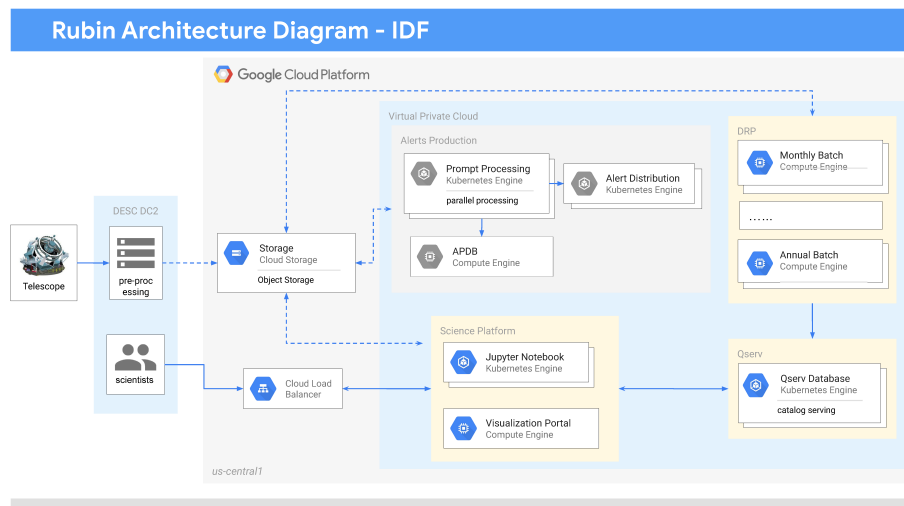 Rubin Architecture Diagram - IDF
Google Cloud Platform
Virtual Private Cloud
Alerts Production
Prompt Processing
Kubernetes Engine
parallel processing
Alert Distribution
Kubernetes Engine
APDB
Compute Engine
DRP
Monthly Batch
Compute Engine
......
Annual Batch
Compute Engine
DESC DC2
Telescope
pre-proc
essing
scientists
Storage
Cloud Storage
Object Storage
Cloud Load
Balancer
Science Platform
Jupyter Notebook
Kubernetes Engine
Visualization Portal
Compute Engine
Qserv
Qserv Database
Kubernetes Engine
catalog serving
us-central1